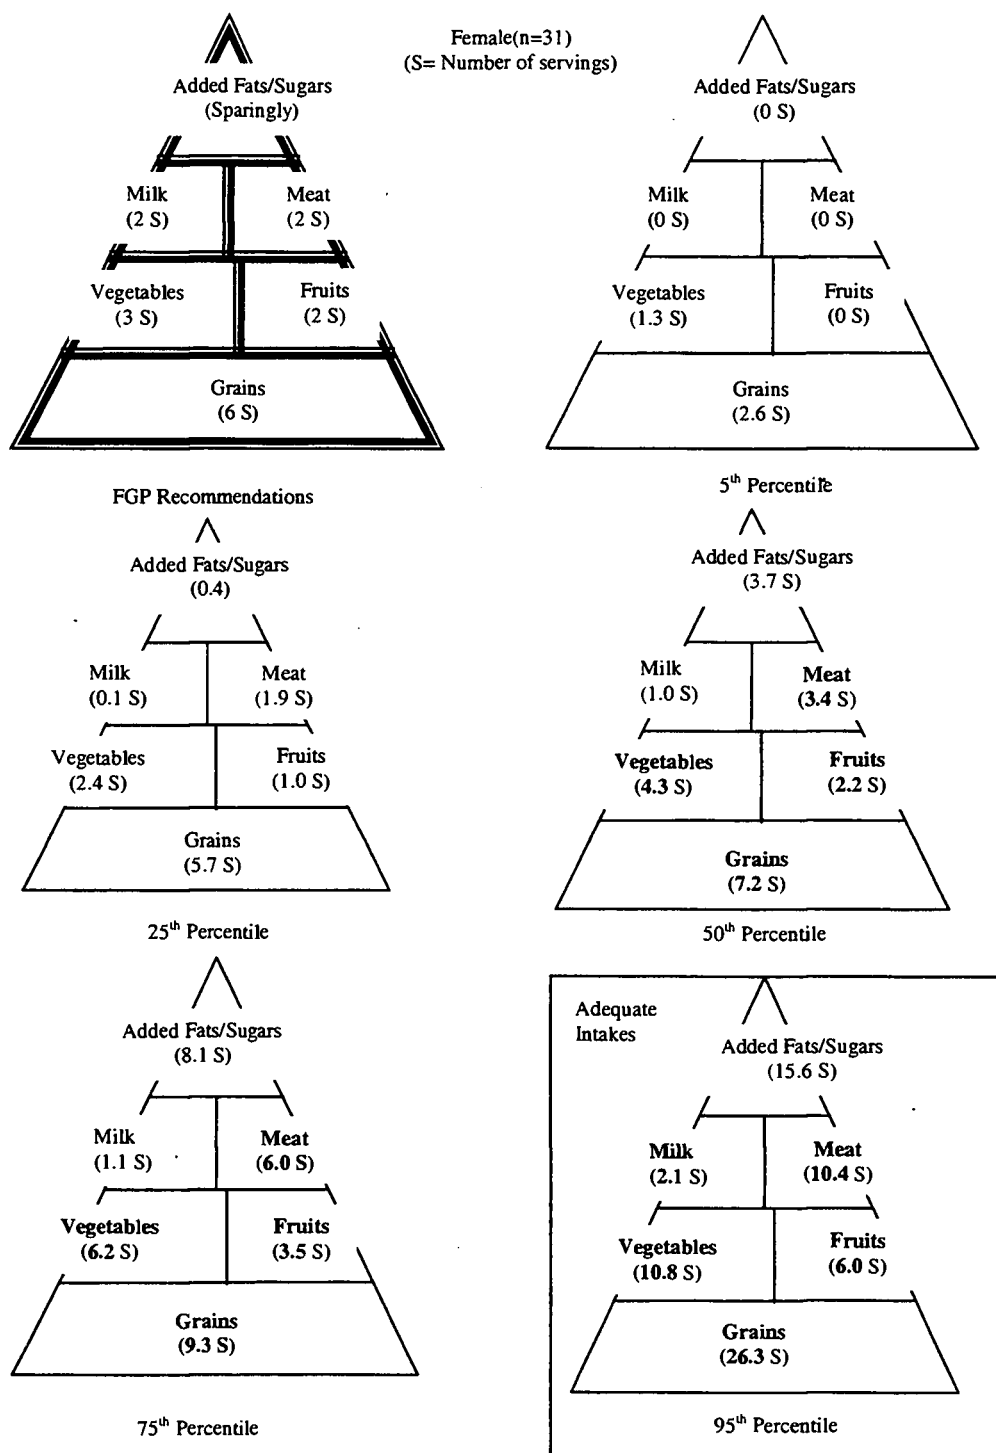 Female(n=31)
(S= Number of servings)
Added Fats/Sugars
(Sparingly)
Milk
(2 S)
Meat
(2 S)
Vegetables
(3 S)
Fruits
(2 S)
Grains
(6 S)
FGP Recommendations
Added Fats/Sugars
(0 S)
Milk
(0 S)
Meat
(0 S)
Vegetables
(1.3 S)
Fruits
(0 S)
Grains
(2.6 S)
5th Percentile
Added Fats/Sugars
(0.4)
Milk
(0.1 S)
Meat
(1.9 S)
Vegetables
(2.4 S)
Fruits
(1.0 S)
Grains
(5.7 S)
25th Percentile
Added Fats/Sugars
(3.7 S)
Milk
(1.0 S)
Meat
(3.4 S)
Vegetables
(4.3 S)
Fruits
(2.2 S)
Grains
(7.2 S)
50th Percentile
Added Fats/Sugars
(8.1 S)
Milk
(1.1 S)
Meat
(6.0 S)
Vegetables
(6.2 S)
Fruits
(3.5 S)
Grains
(9.3 S)
75th Percentile
Adequate
Intakes
Added Fats/Sugars
(15.6 S)
Milk
(2.1 S)
Meat
(10.4 S)
Vegetables
(10.8 S)
Fruits
(6.0 S)
Grains
(26.3 S)
95th Percentile